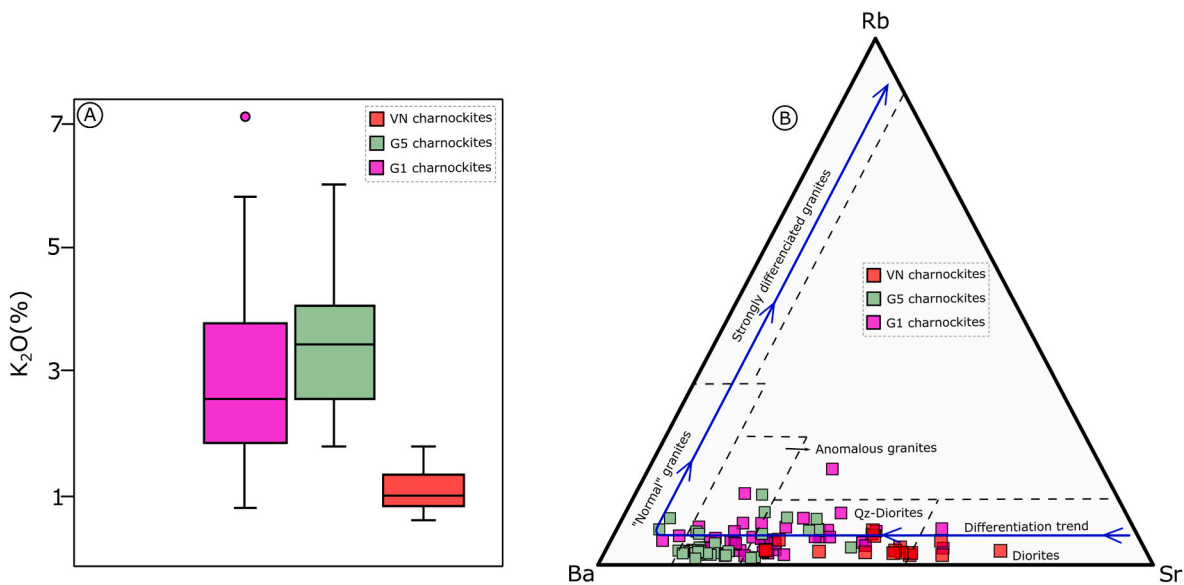 A
7
5
3
1
K₂O(%)
VN charnockites
G5 charnockites
G1 charnockites
B
Rb
Ba
Sr
Strongly differenciated granites
"Normal" granites
Anomalous granites
Qz-Diorites
Differentiation trend
Diorites
VN charnockites
G5 charnockites
G1 charnockites